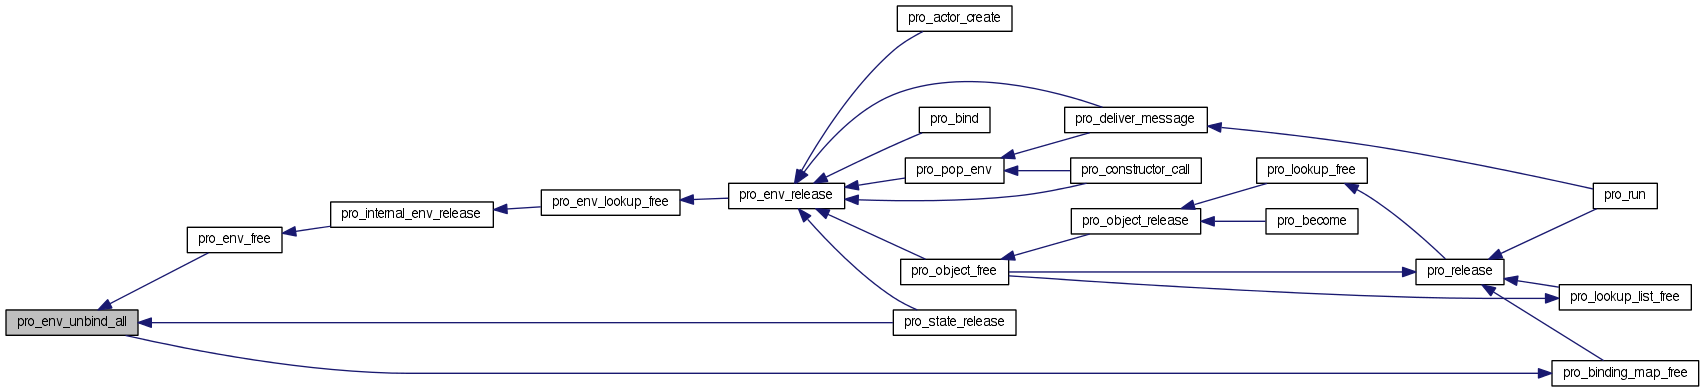 pro_actor_create
pro_bind
pro_deliver_message
pro_pop_env
pro_constructor_call
pro_lookup_free
pro_env_release
pro_env_lookup_free
pro_run
pro_internal_env_release
pro_object_release
pro_become
pro_env_free
pro_object_free
pro_release
pro_lookup_list_free
pro_env_unbind_all
pro_state_release
pro_binding_map_free